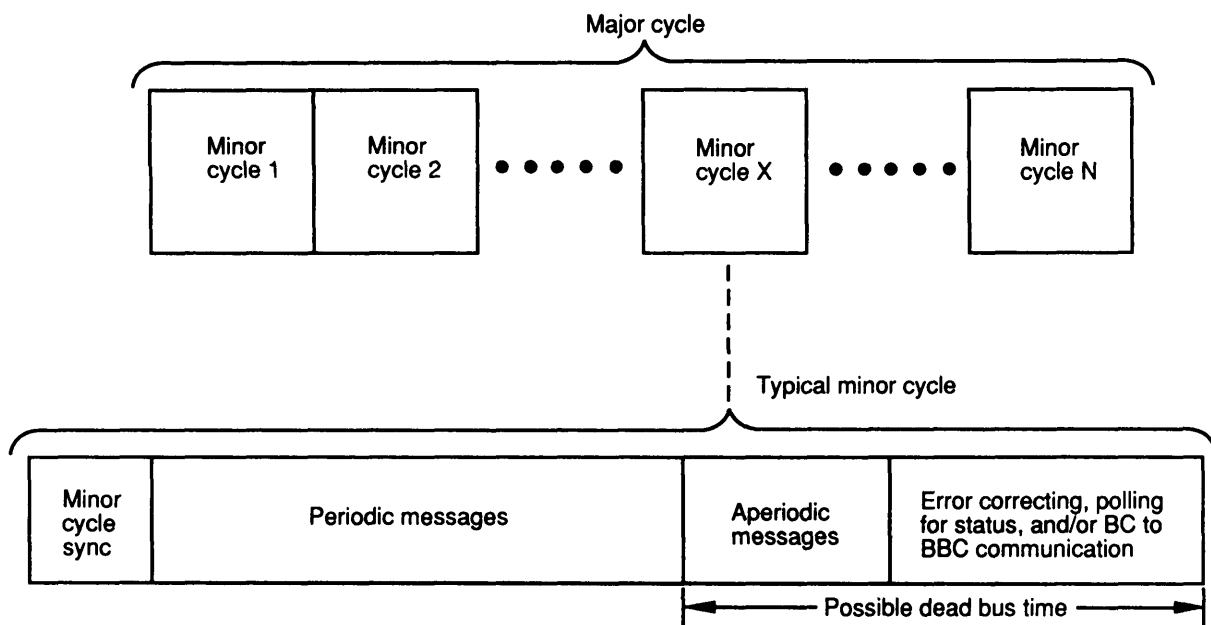 Major cycle
Minor
cycle 1
Minor
cycle 2
Minor
cycle X
Minor
cycle N
Typical minor cycle
Minor
cycle
sync
Periodic messages
Aperiodic
messages
Error correcting, polling
for status, and/or BC to
BBC communication
Possible dead bus time